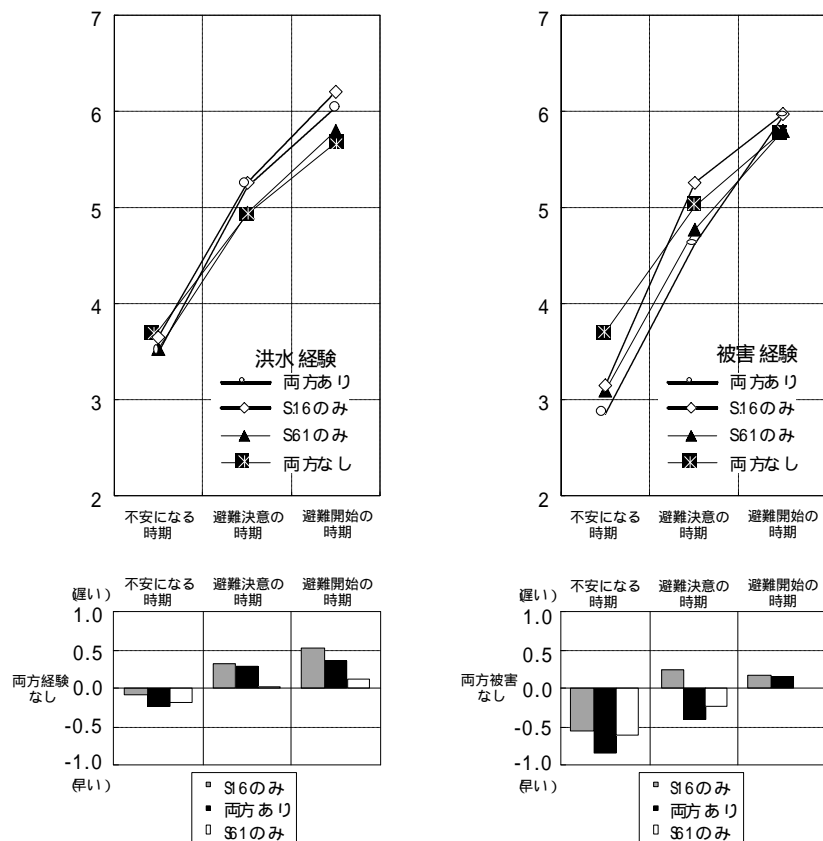 7
6
5
4
3
2
洪水経験
両方あり
S16のみ
S61のみ
両方なし
不安になる
時期
避難決意の
時期
避難開始の
時期
7
6
5
4
3
2
被害経験
両方あり
S16のみ
S61のみ
両方なし
不安になる
時期
避難決意の
時期
避難開始の
時期
不安になる
時期
避難決意の
時期
避難開始の
時期
(遅い)
1.0
0.5
0.0
-0.5
-1.0
(早い)
両方経験
なし
S16のみ
両方あり
S61のみ
不安になる
時期
避難決意の
時期
避難開始の
時期
(遅い)
1.0
0.5
0.0
-0.5
-1.0
(早い)
両方被害
なし
S16のみ
両方あり
S61のみ